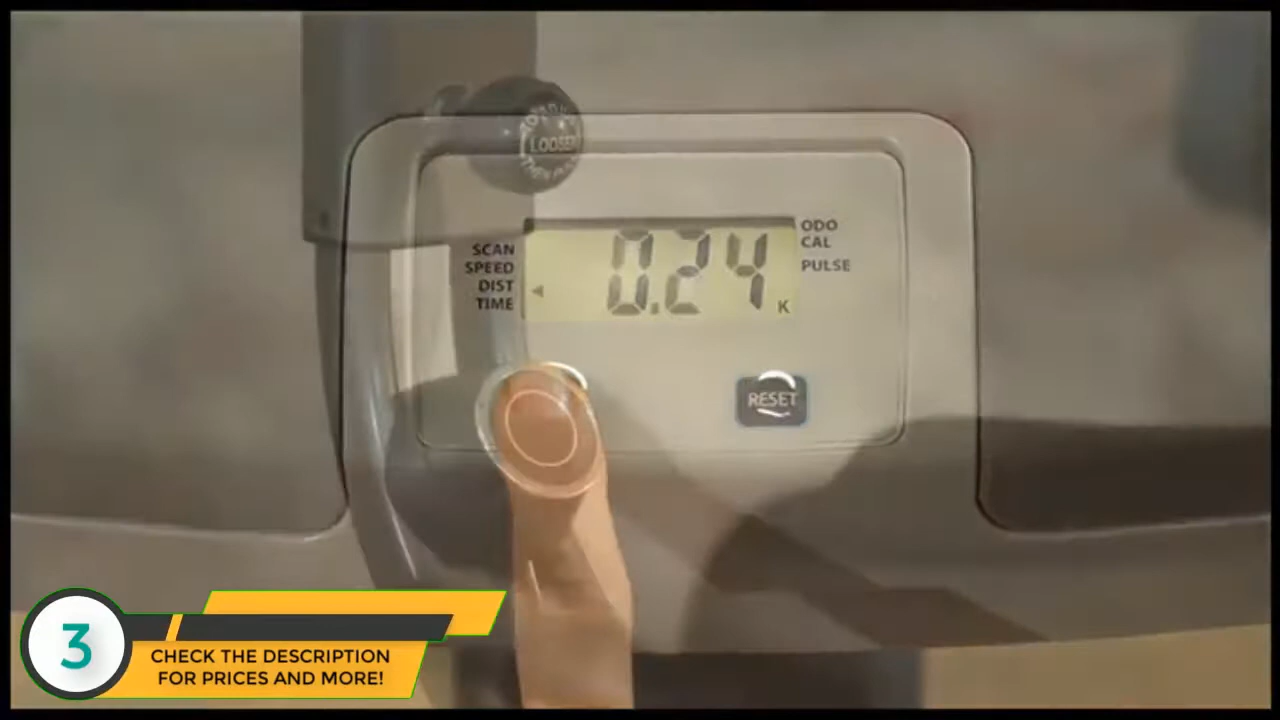 LOOSEN
0.24
K
SCAN
SPEED
DIST
TIME
ODO
CAL
PULSE
RESET
3
CHECK THE DESCRIPTION
FOR PRICES AND MORE!